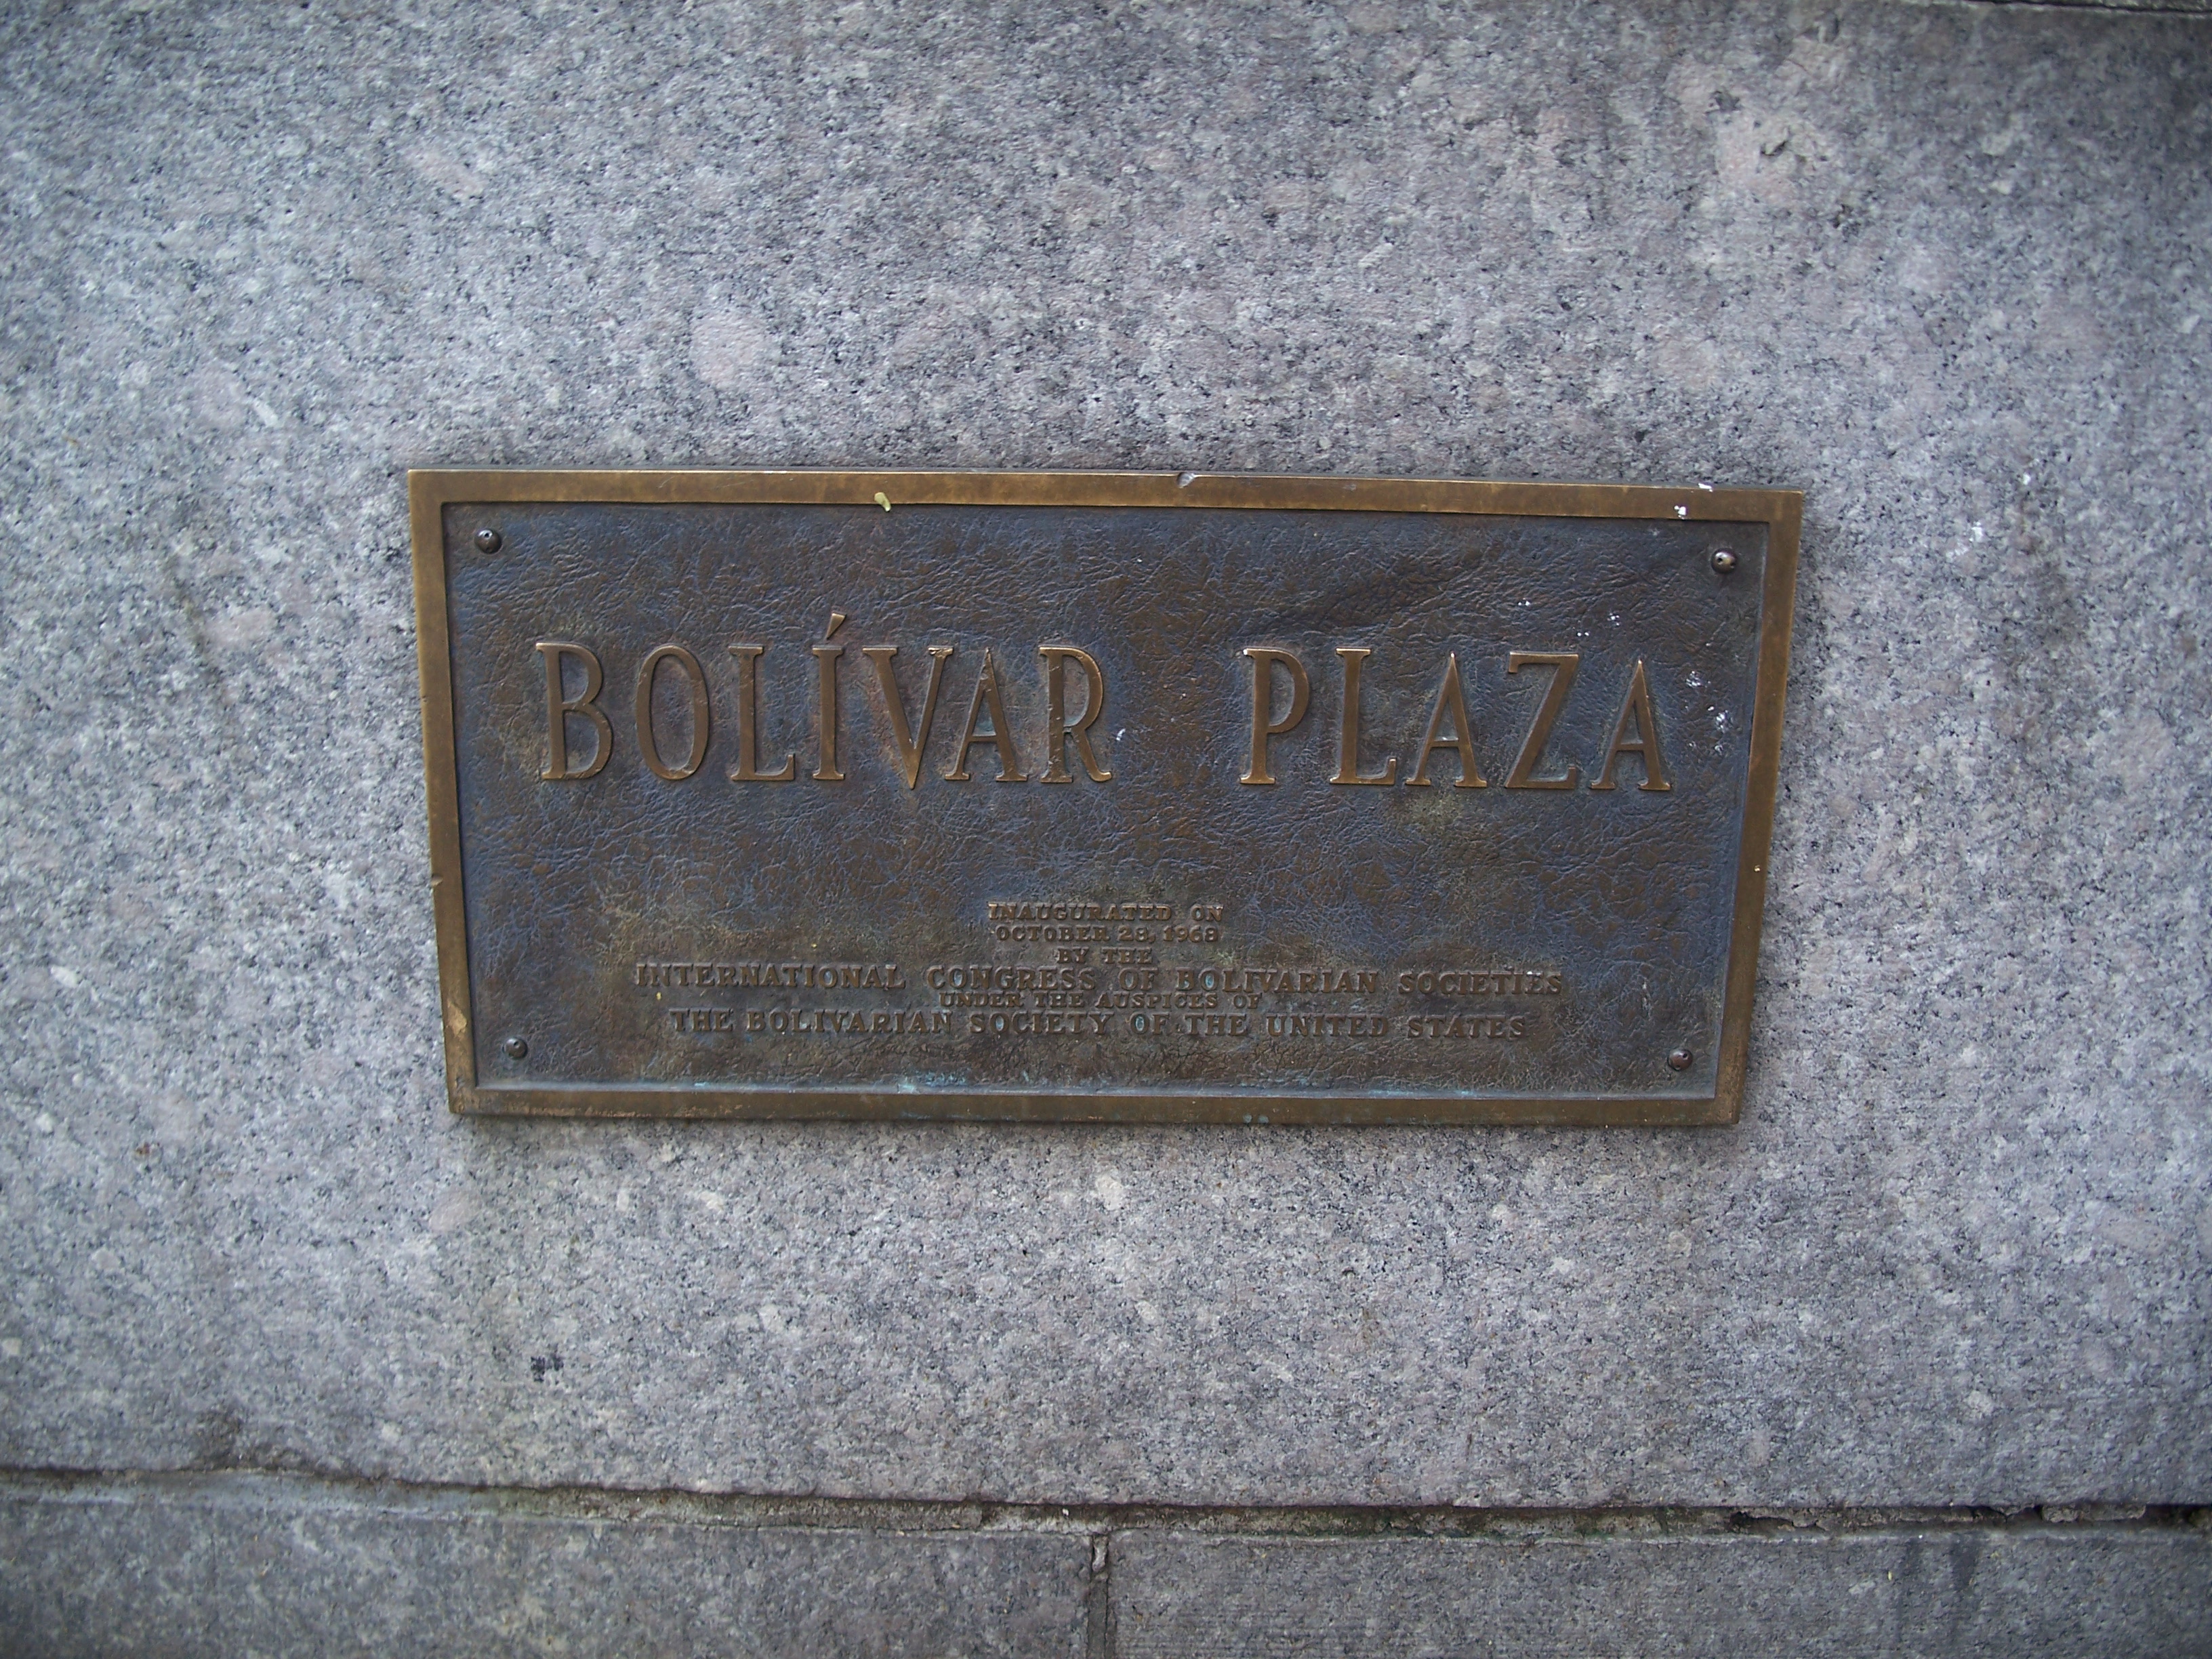 BOLÍVAR PLAZA
INAUGURATED ON
OCTOBER 28, 1968
BY THE
INTERNATIONAL CONGRESS OF BOLIVARIAN SOCIETIES
UNDER THE AUSPICES OF
THE BOLIVARIAN SOCIETY OF THE UNITED STATES